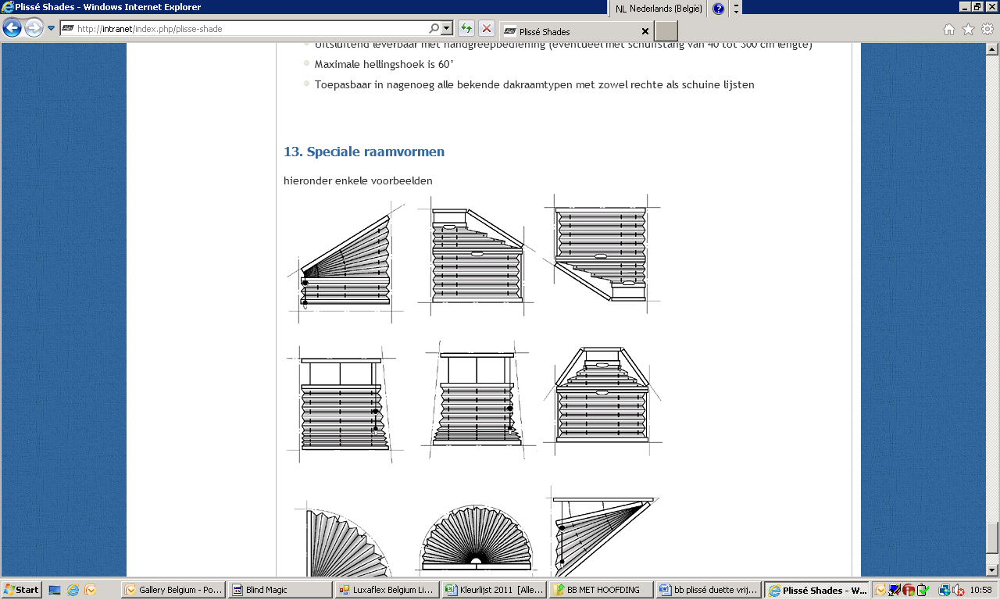 Plissé Shades - Windows Internet Explorer
NL Nederlands (België)
http://intranet/index.php/plisse-shade
Plissé Shades
Uitsluitend leverbaar met handgreepbediening (eventueel met schuifstang van 40 tot 300 cm lengte)
Maximale hellingshoek is 60°
Toepasbaar in nagenoeg alle bekende dakraamtypen met zowel rechte als schuine lijsten
13. Speciale raamvormen
hieronder enkele voorbeelden
Start
Gallery Belgium - Po...
Blind Magic
Luxaflex Belgium Li...
Kleurlijst 2011 [Alle...
BB MET HOOFDING
bb plissé duette vrij...
Plissé Shades - W...
10:58